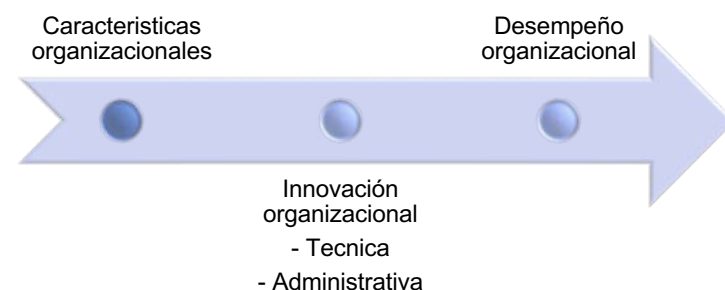 Caracteristicas
organizacionales
Innovación
organizacional
- Tecnica
- Administrativa
Desempeño
organizacional